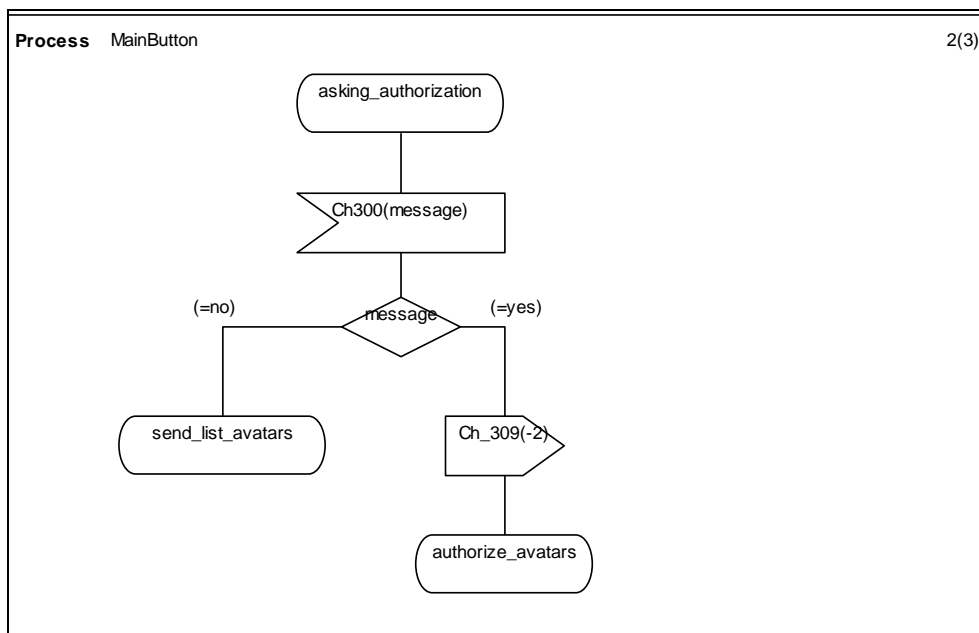 Process MainButton 2(3)
asking_authorization
Ch300(message)
(=no) message (=yes)
send_list_avatars Ch_309(-2)
authorize_avatars